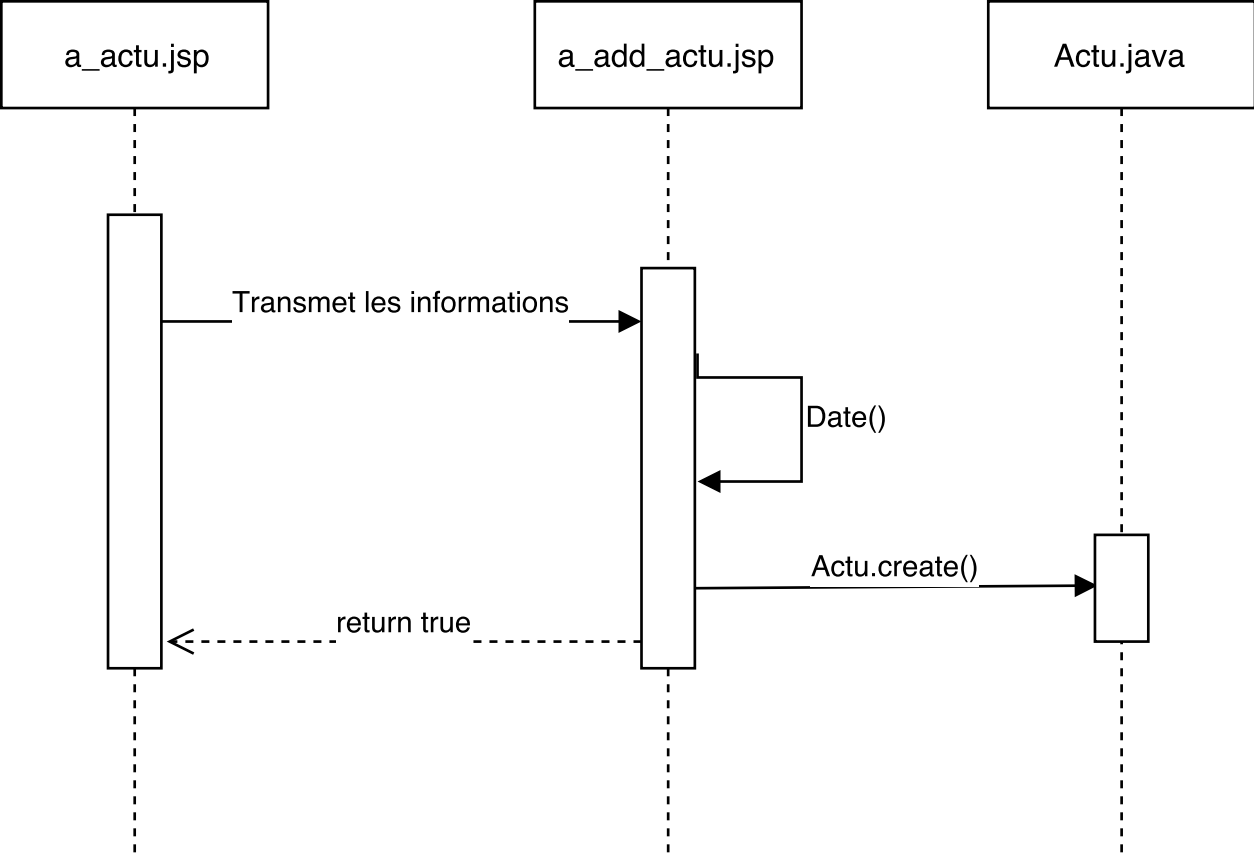 a_actu.jsp
a_add_actu.jsp
Actu.java
Transmet les informations
Date()
Actu.create()
return true